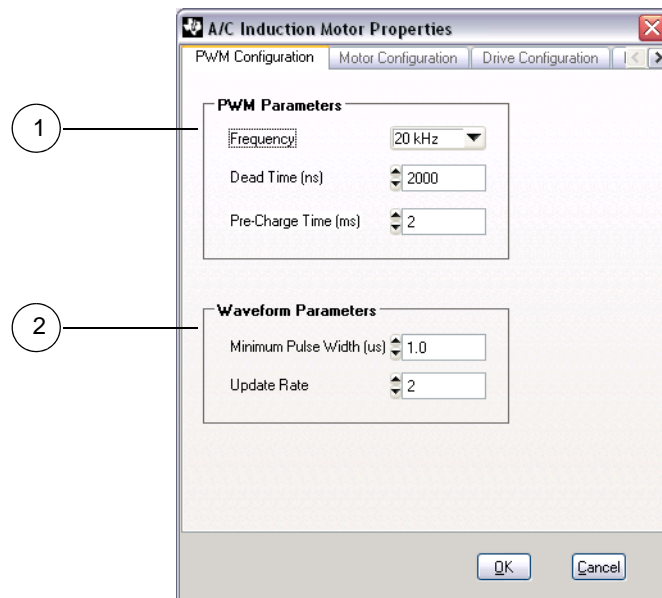 A/C Induction Motor Properties
PWM Configuration Motor Configuration Drive Configuration
PWM Parameters
1
Frequency 20 kHz
Dead Time (ns) 2000
Pre-Charge Time (ms) 2
Waveform Parameters
2
Minimum Pulse Width (us) 1.0
Update Rate 2
OK Cancel